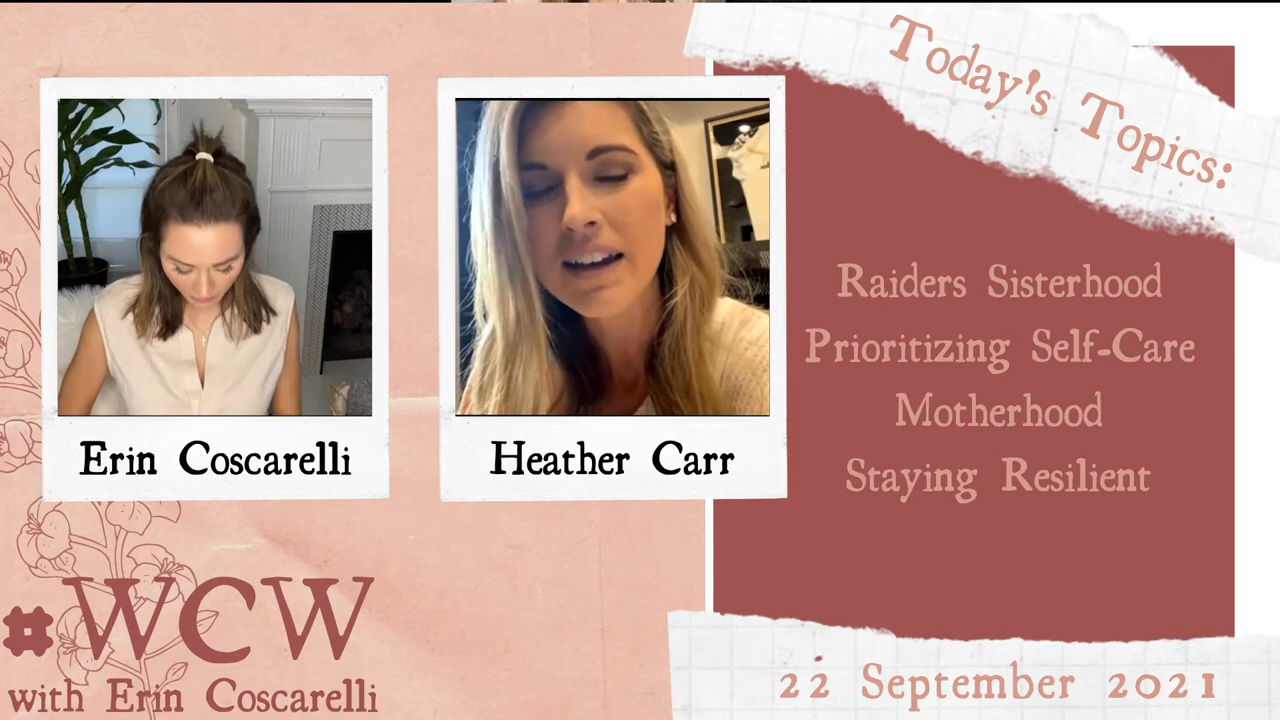 Today's Topics:
Raiders Sisterhood
Prioritizing Self-Care
Motherhood
Staying Resilient
Erin Coscarelli
Heather Carr
#WCW
with Erin Coscarelli
22 September 2021